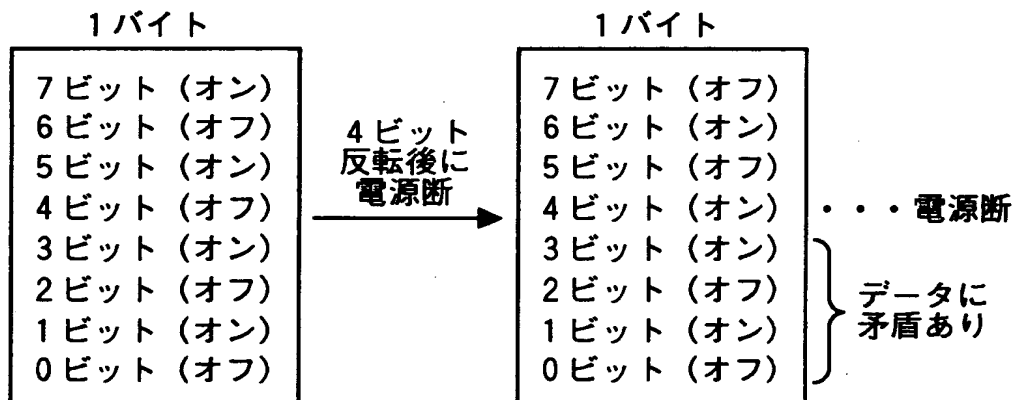 1バイト
7ビット (オン)
6ビット (オフ)
5ビット (オン)
4ビット (オフ)
3ビット (オン)
2ビット (オフ)
1ビット (オン)
0ビット (オフ)
4ビット
反転後に
電源断
1バイト
7ビット (オフ)
6ビット (オン)
5ビット (オフ)
4ビット (オン)
3ビット (オン)
2ビット (オフ)
1ビット (オン)
0ビット (オフ)
・・・電源断
データに
矛盾あり